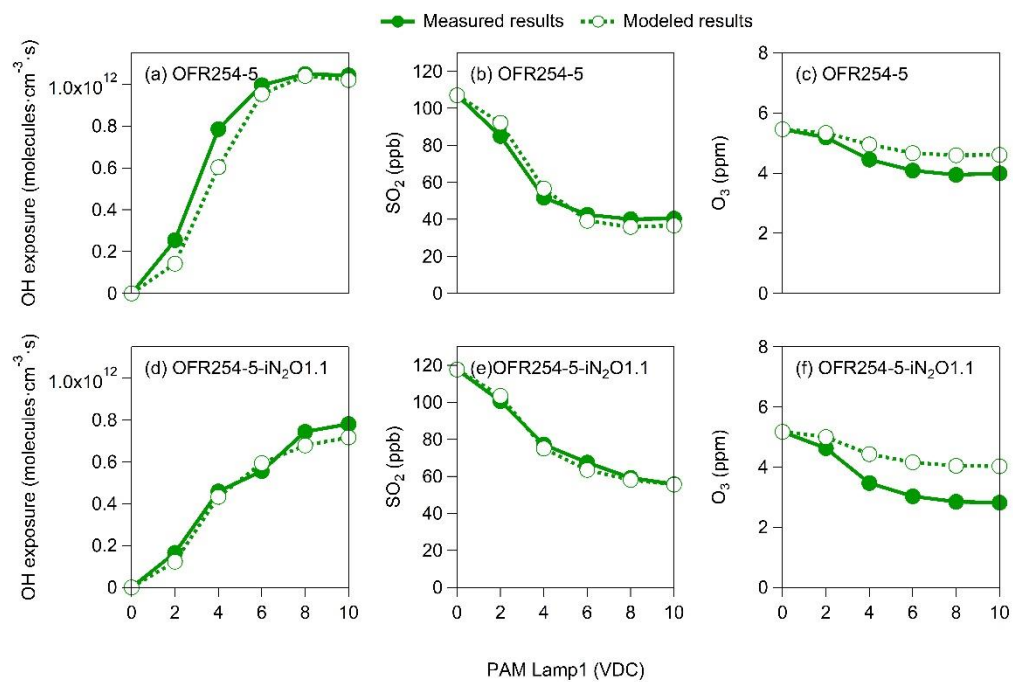 Measured results Modeled results
(a) OFR254-5
(b) OFR254-5
(c) OFR254-5
OH exposure (molecules·cm⁻³·s)
1.0x10¹²
0.8
0.6
0.4
0.2
0
SO₂ (ppb)
120
100
80
60
40
20
0
O₃ (ppm)
8
6
4
2
0
(d) OFR254-5-iN₂O1.1
(e)OFR254-5-iN₂O1.1
(f) OFR254-5-iN₂O1.1
OH exposure (molecules·cm⁻³·s)
1.0x10¹²
0.8
0.6
0.4
0.2
0
SO₂ (ppb)
120
100
80
60
40
20
0
O₃ (ppm)
8
6
4
2
0
0 2 4 6 8 10
0 2 4 6 8 10
0 2 4 6 8 10
PAM Lamp1 (VDC)